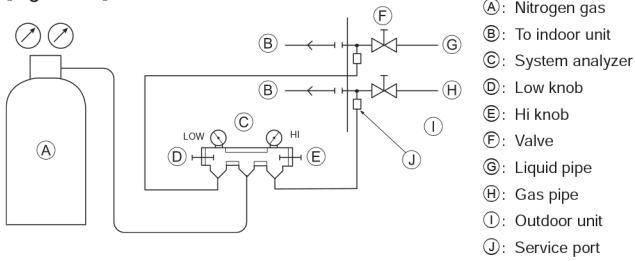 Ⓐ: Nitrogen gas
Ⓑ: To indoor unit
Ⓒ: System analyzer
Ⓓ: Low knob
Ⓔ: Hi knob
Ⓕ: Valve
Ⓖ: Liquid pipe
Ⓗ: Gas pipe
Ⓘ: Outdoor unit
Ⓙ: Service port
Ⓕ
Ⓑ Ⓖ
Ⓑ Ⓗ
Ⓒ Ⓘ
LOW HI
Ⓐ Ⓓ Ⓔ Ⓙ